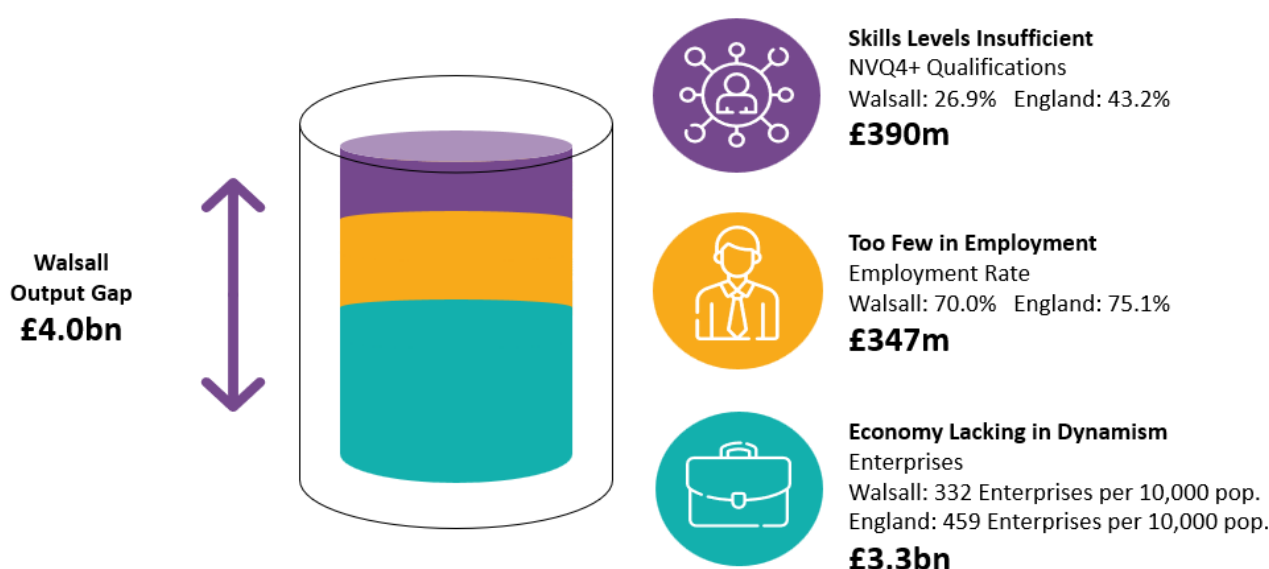 Walsall
Output Gap
£4.0bn
Skills Levels Insufficient
NVQ4+ Qualifications
Walsall: 26.9% England: 43.2%
£390m
Too Few in Employment
Employment Rate
Walsall: 70.0% England: 75.1%
£347m
Economy Lacking in Dynamism
Enterprises
Walsall: 332 Enterprises per 10,000 pop.
England: 459 Enterprises per 10,000 pop.
£3.3bn